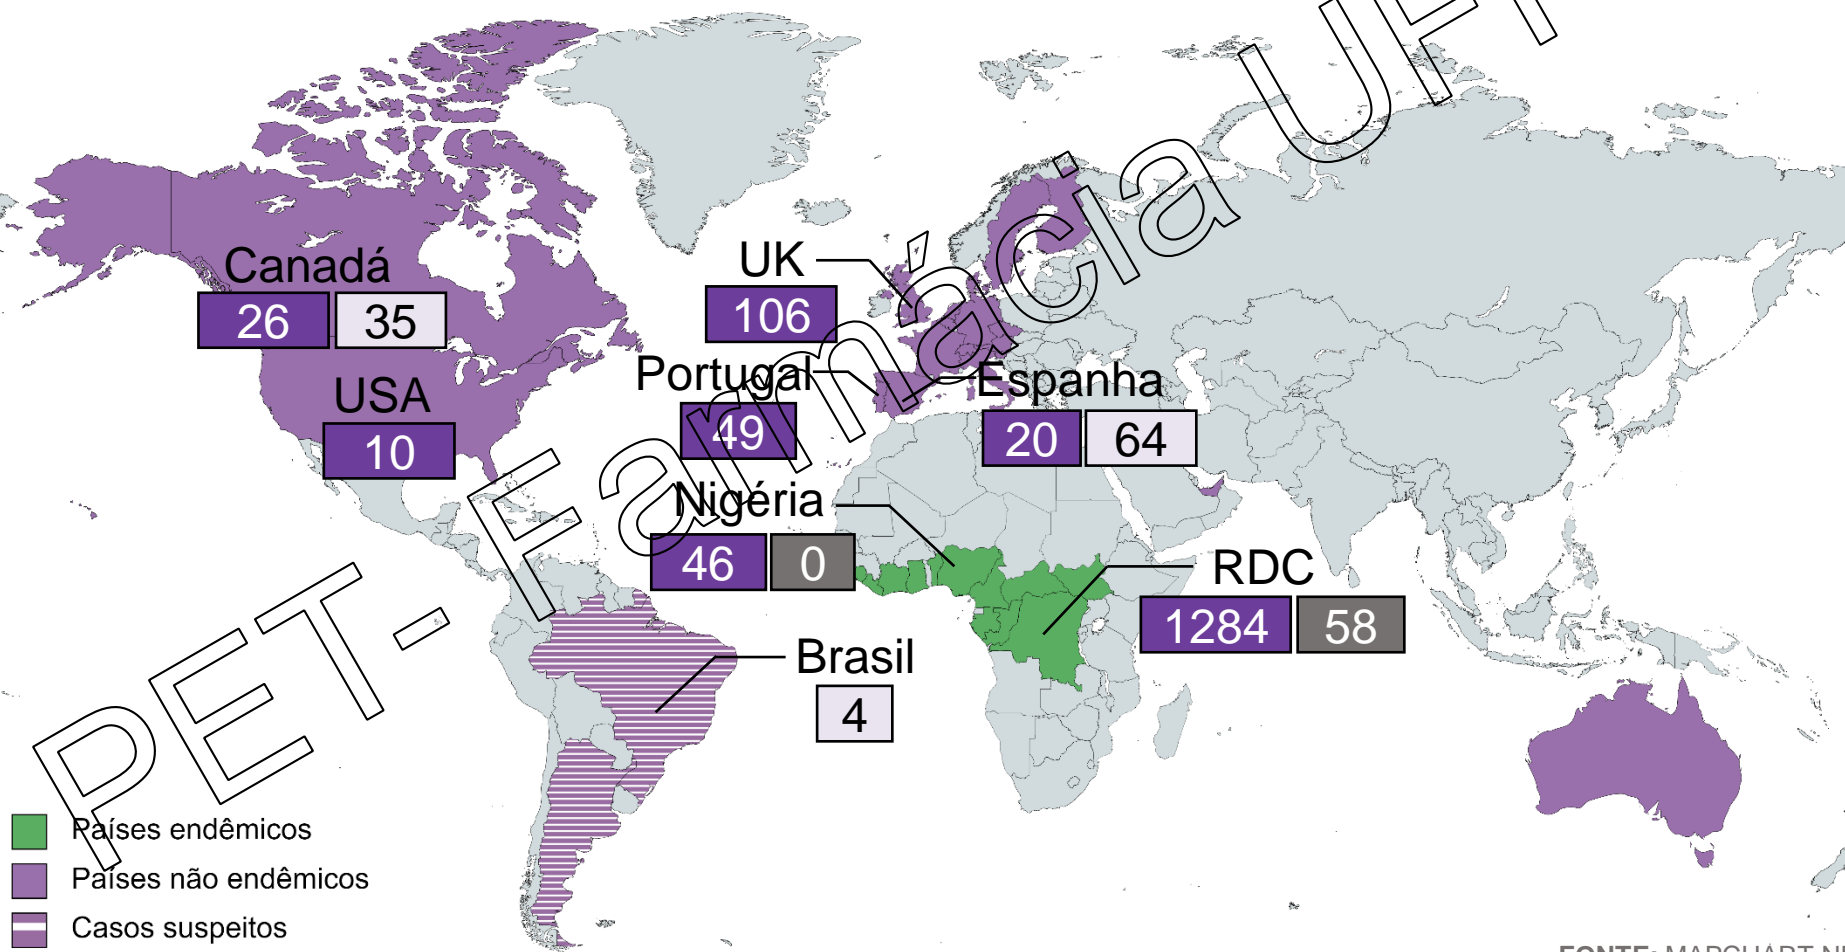 Canadá
26 35
USA
10
UK
106
Portugal
49
Espanha
20 64
Nigéria
46 0
RDC
1284 58
Brasil
4
Países endêmicos
Países não endêmicos
Casos suspeitos
PET- Farmácia